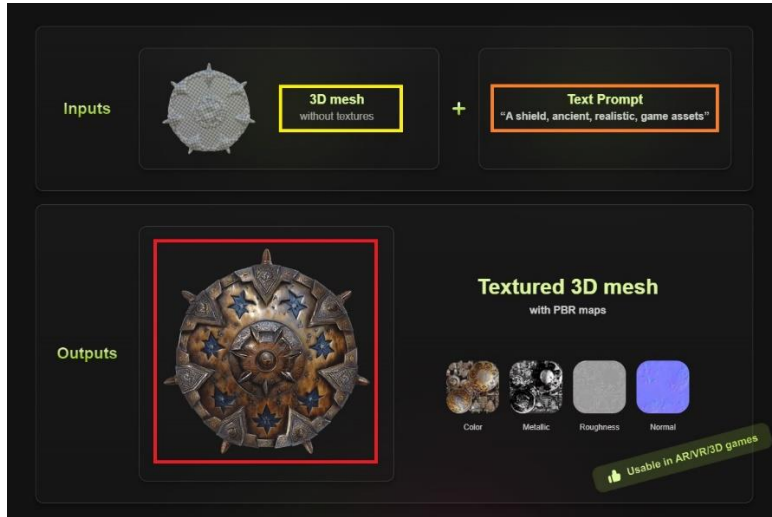 Inputs
3D mesh
without textures
+
Text Prompt
“A shield, ancient, realistic, game assets”
Outputs
Textured 3D mesh
with PBR maps
Color
Metallic
Roughness
Normal
Usable in AR/VR/3D games